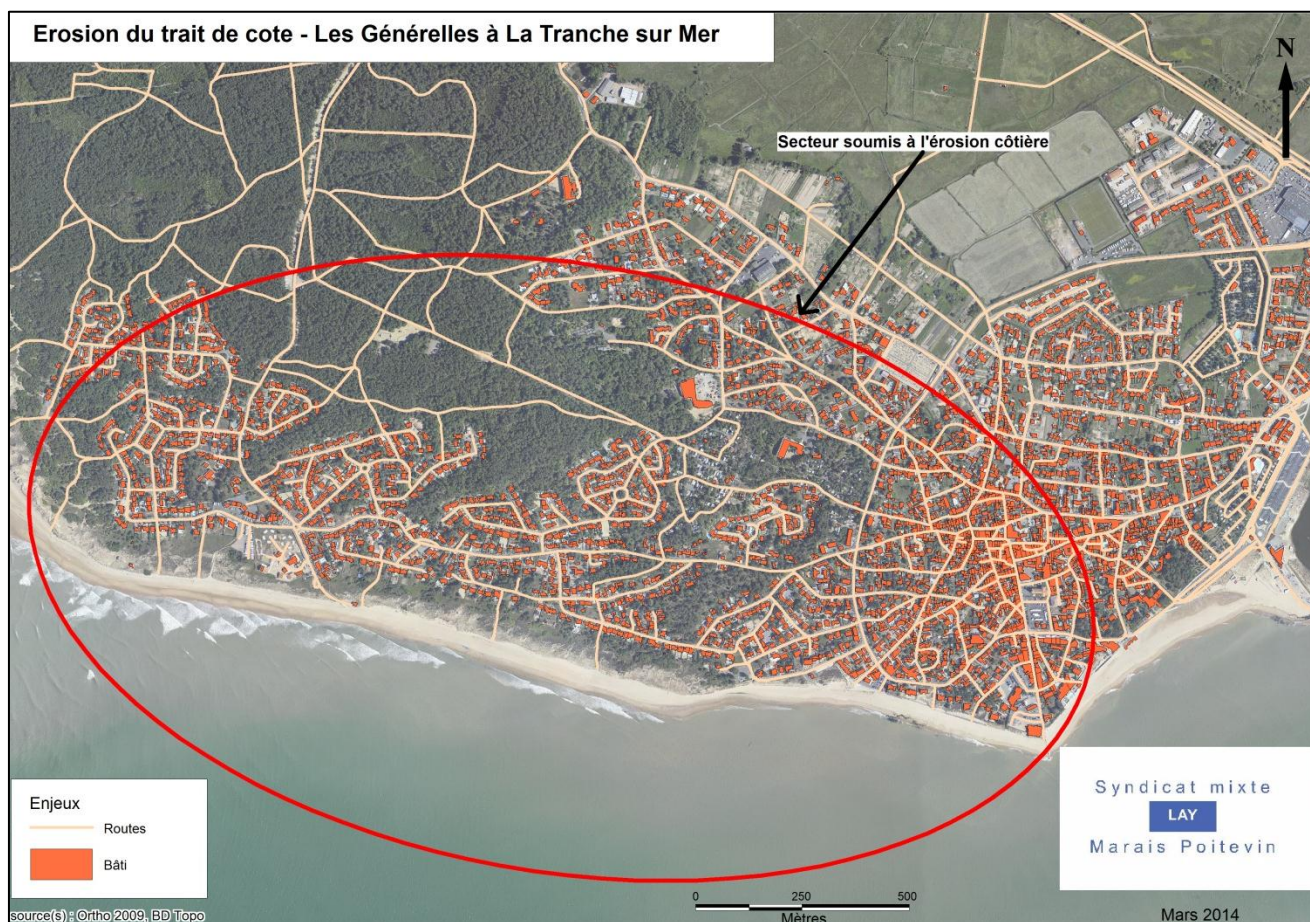 Erosion du trait de cote - Les Générelles à La Tranche sur Mer
N
Secteur soumis à l'érosion côtière
Enjeux
Routes
Bâti
source(s) : Ortho 2009, BD Topo
0 250 500
Mètres
Syndicat mixte
LAY
Marais Poitevin
Mars 2014